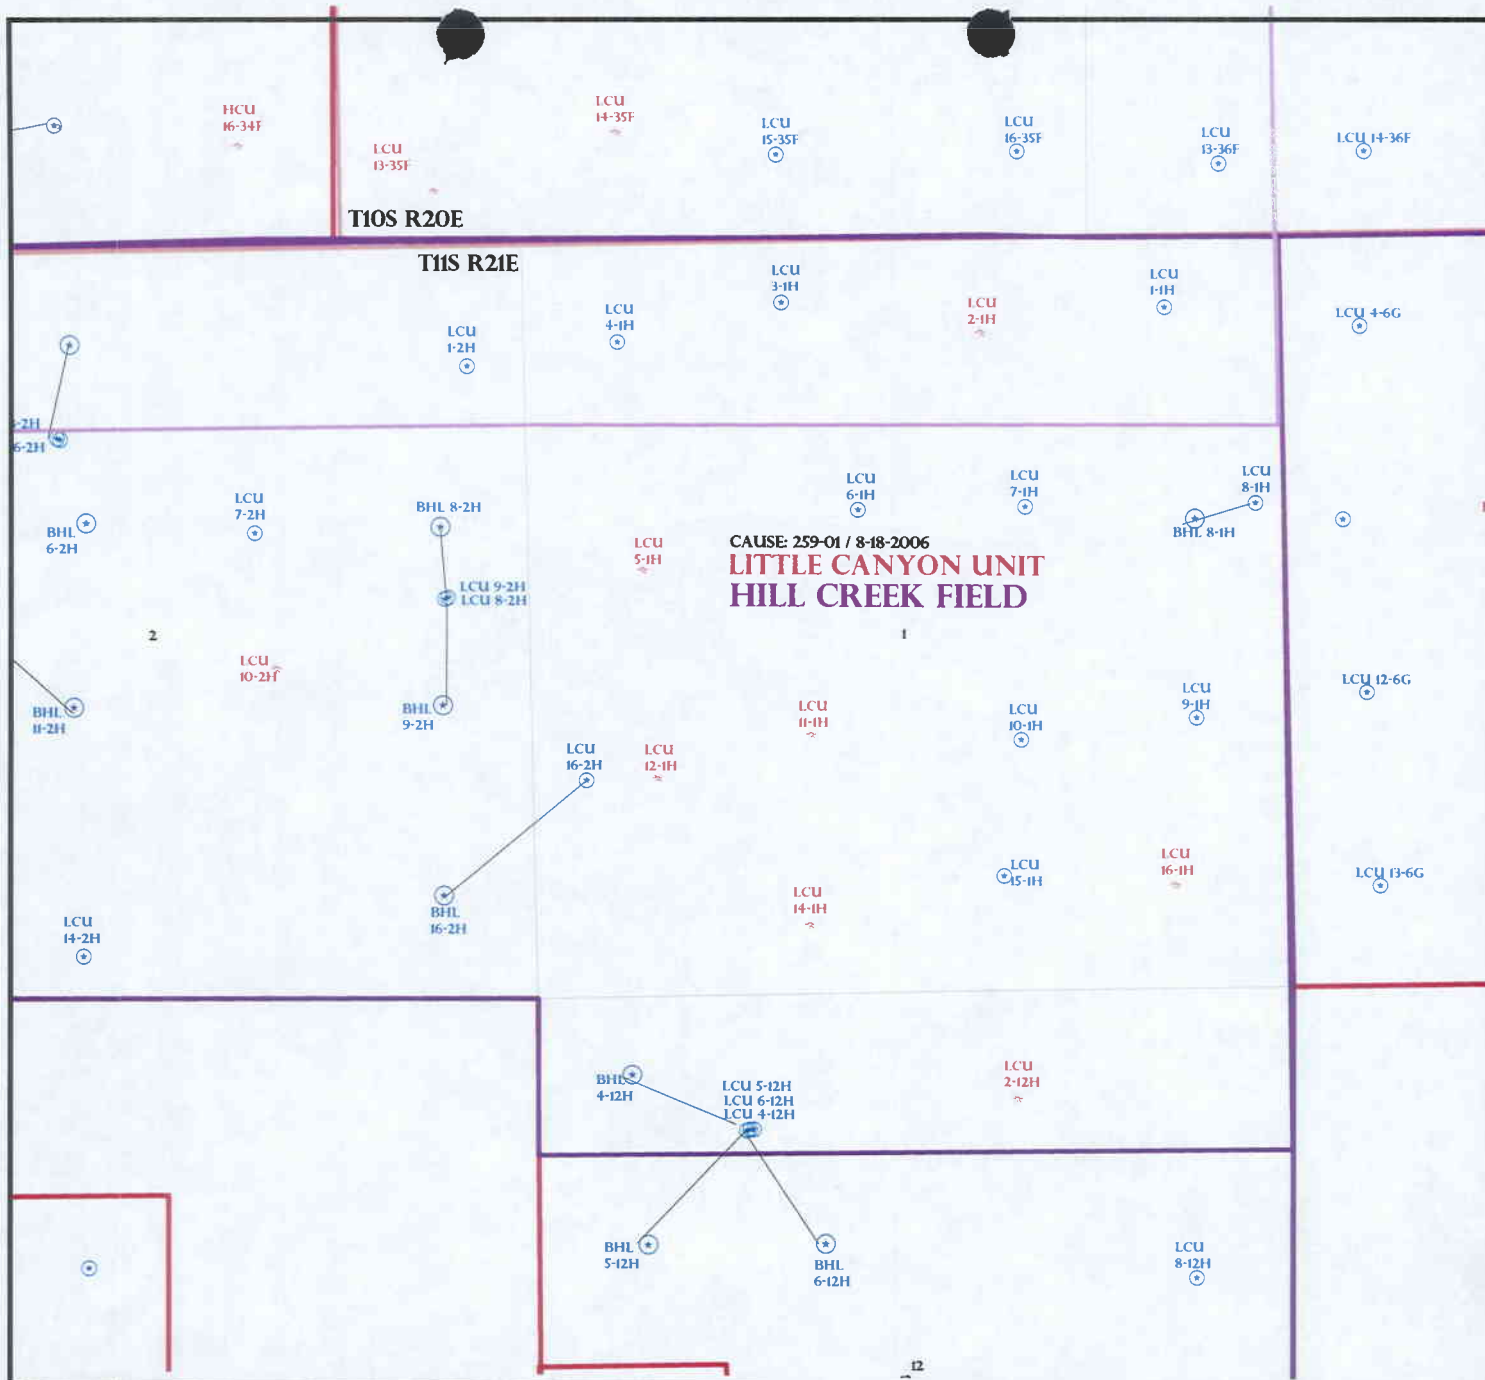 HCU
16-34F
LCU
13-35F
LCU
14-35F
LCU
15-35F
LCU
16-35F
LCU
13-36F
LCU 14-36F
T10S R20E
T11S R21E
LCU
1-2H
LCU
4-1H
LCU
3-1H
LCU
2-1H
LCU
1-1H
LCU 4-6G
-2H
6-2H
BHL
6-2H
LCU
7-2H
BHL 8-2H
LCU 9-2H
LCU 8-2H
LCU
5-1H
LCU
6-1H
LCU
7-1H
LCU
8-1H
BHL 8-1H
CAUSE: 259-01 / 8-18-2006
LITTLE CANYON UNIT
HILL CREEK FIELD
2
1
LCU
10-2H
BHL
11-2H
BHL
9-2H
LCU
16-2H
LCU
12-1H
LCU
11-1H
LCU
10-1H
LCU
9-1H
LCU 12-6G
BHL
16-2H
LCU
14-2H
LCU
14-1H
LCU
15-1H
LCU
16-1H
LCU 13-6G
BHL
4-12H
LCU 5-12H
LCU 6-12H
LCU 4-12H
LCU
2-12H
BHL
5-12H
BHL
6-12H
LCU
8-12H
12